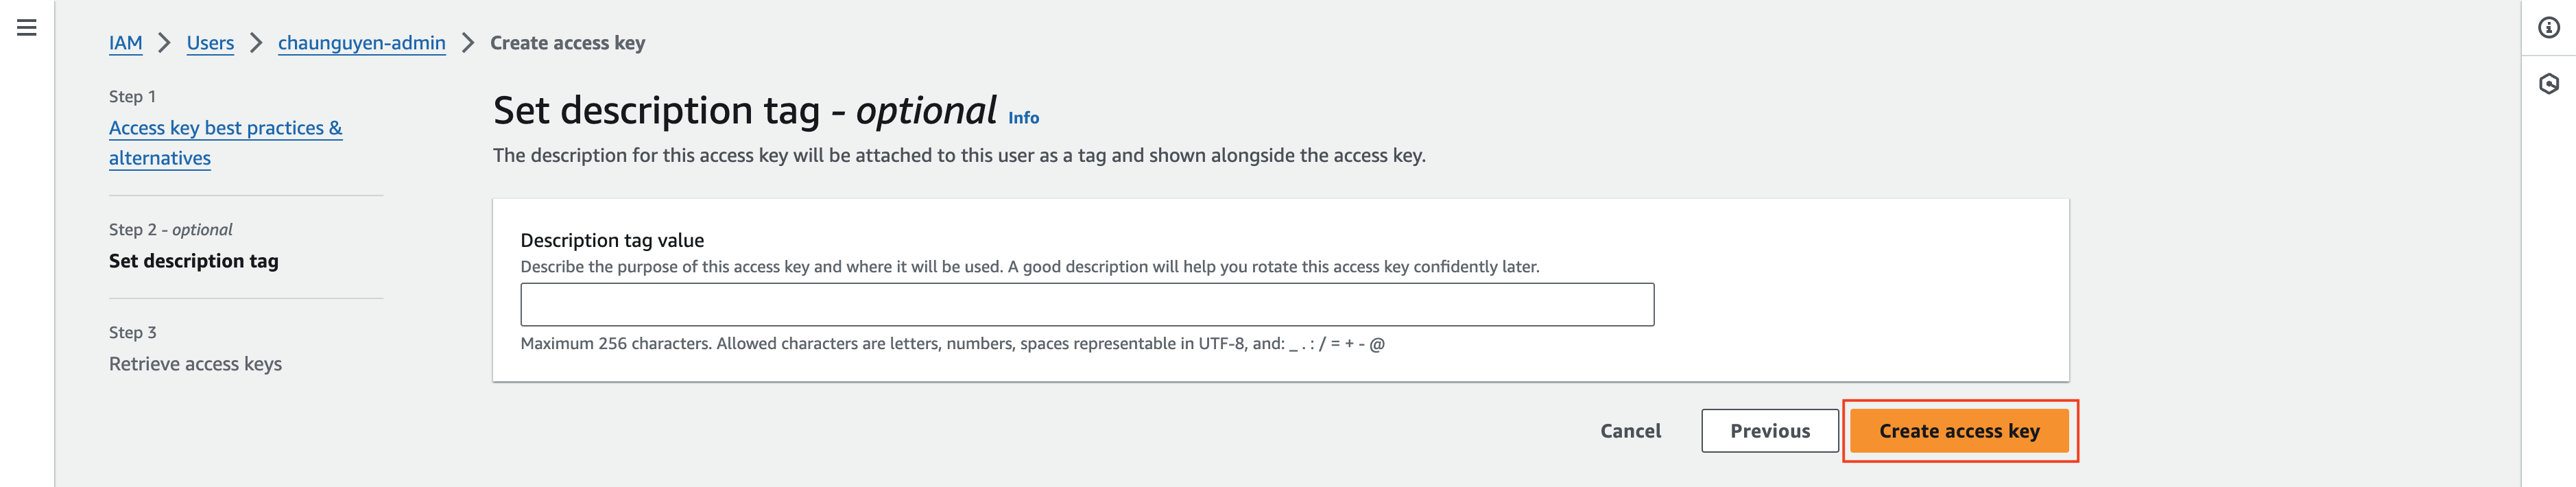 IAM > Users > chaunguyen-admin > Create access key
Step 1
Access key best practices &
alternatives
Step 2 - optional
Set description tag
Step 3
Retrieve access keys
Set description tag - optional Info
The description for this access key will be attached to this user as a tag and shown alongside the access key.
Description tag value
Describe the purpose of this access key and where it will be used. A good description will help you rotate this access key confidently later.
Maximum 256 characters. Allowed characters are letters, numbers, spaces representable in UTF-8, and: _ . : / = + - @
Cancel Previous Create access key